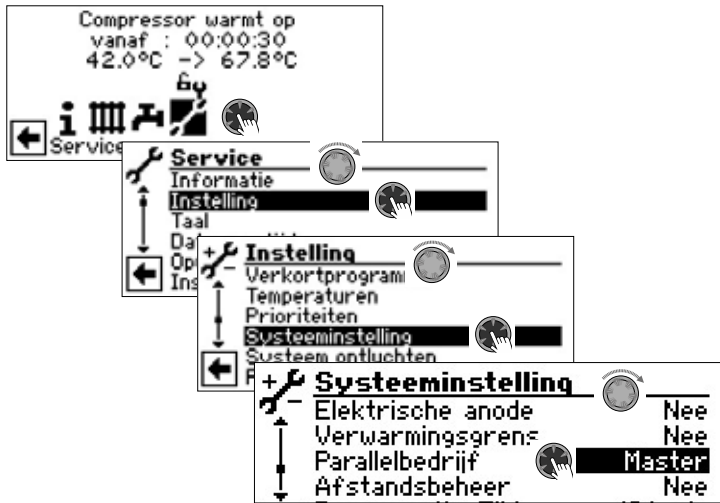 Compressor warmt op
vanaf : 00:00:30
42.0°C -> 67.8°C
Service
Service
Informatie
Instelling
Taal
Instelling
Temperaturen
Prioriteiten
Systeeminstelling
Systeem ontluchten
Systeeminstelling
Elektrische anode Nee
Verwarmingsgrens Nee
Parallelbedrijf Master
Afstandsbeheer Nee